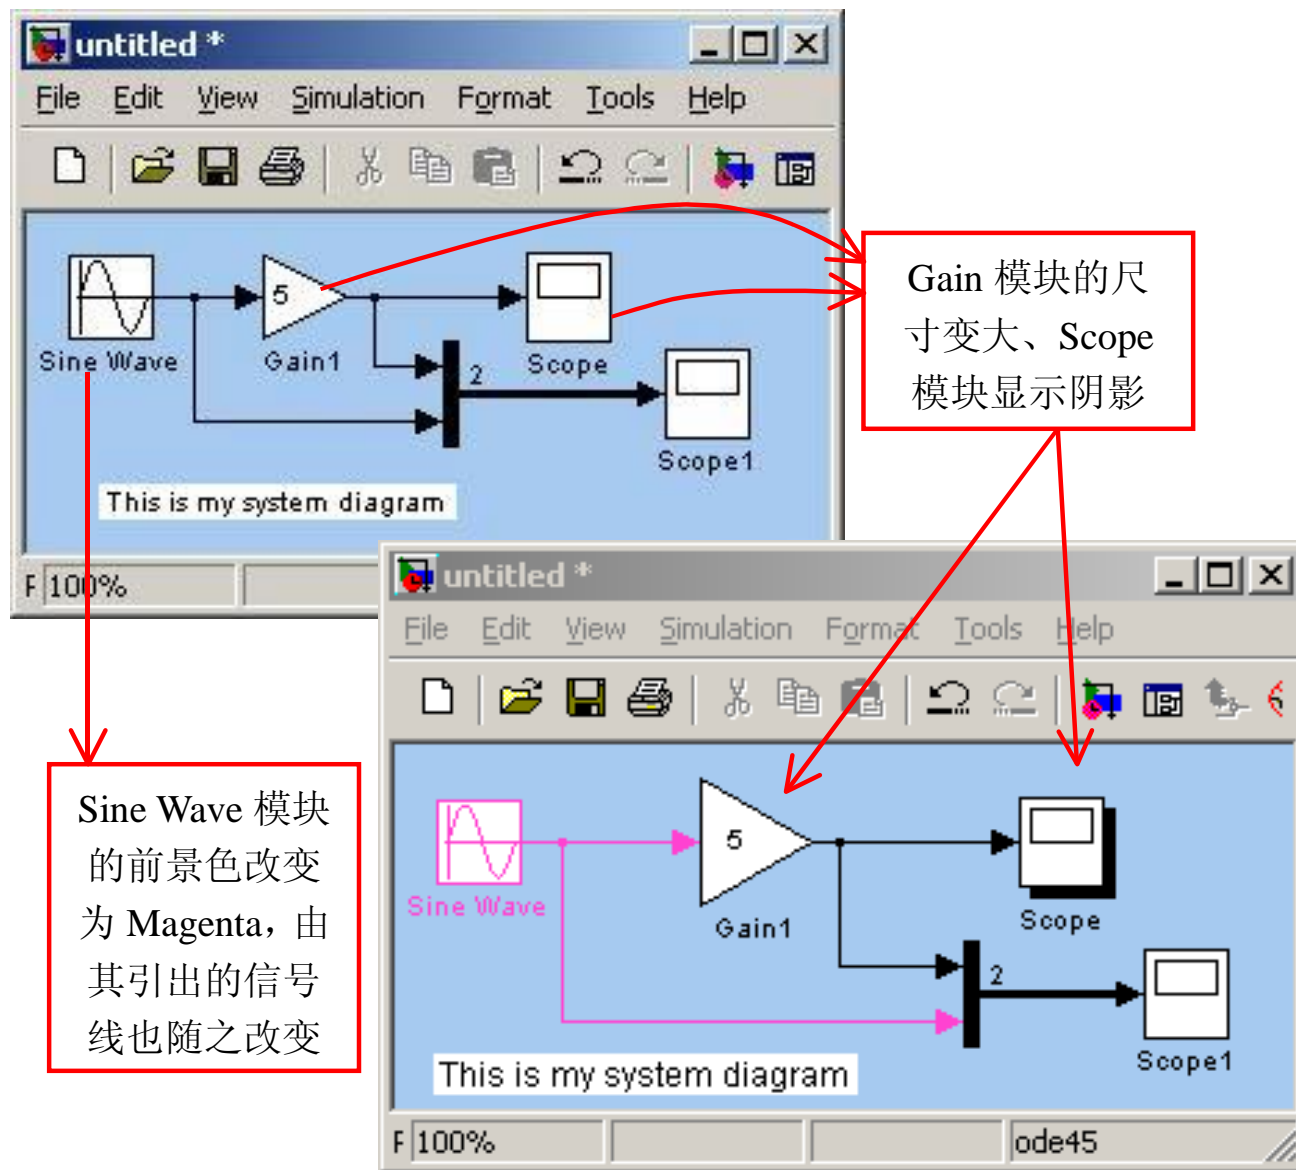 untitled *
File Edit View Simulation Format Tools Help
5
Sine Wave
Gain1
2
Scope
Scope1
This is my system diagram
F 100%
Gain 模块的尺
寸变大、Scope
模块显示阴影
untitled *
File Edit View Simulation Format Tools Help
5
Sine Wave
Gain1
Scope
2
Scope1
This is my system diagram
F 100% ode45
Sine Wave 模块
的前景色改变
为 Magenta，由
其引出的信号
线也随之改变